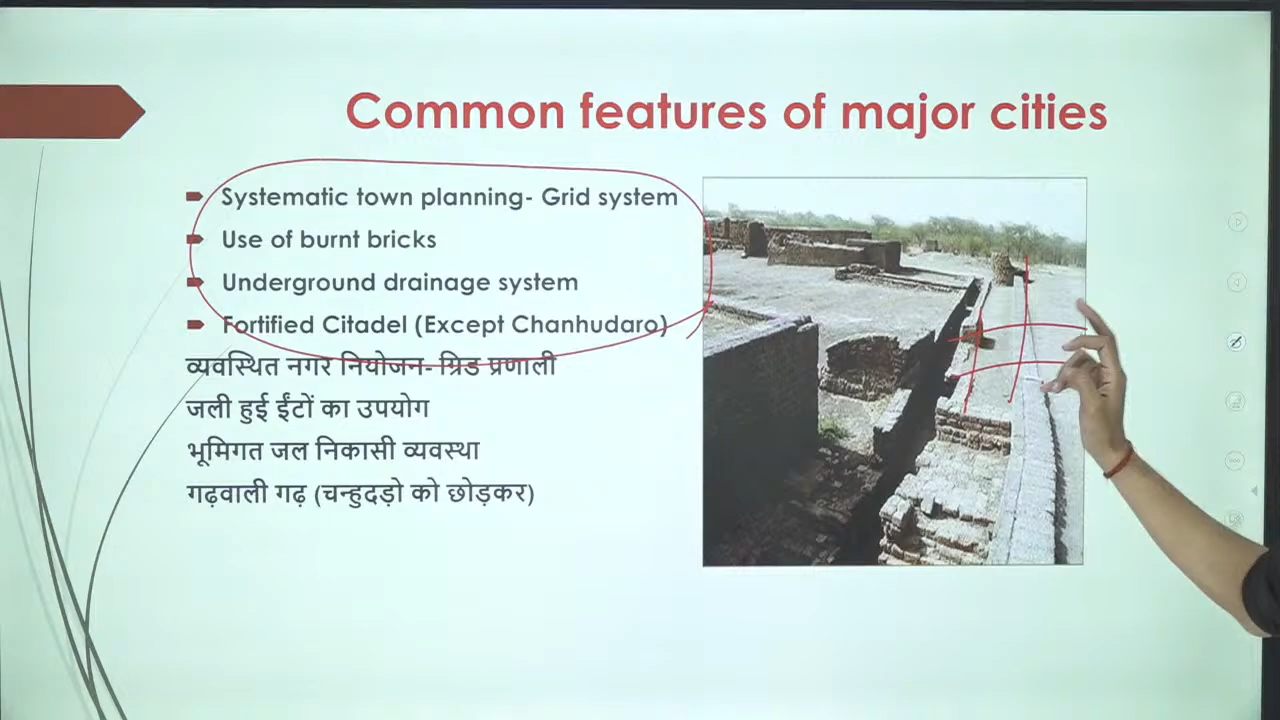 Common features of major cities
Systematic town planning- Grid system
Use of burnt bricks
Underground drainage system
Fortified Citadel (Except Chanhudaro)
व्यवस्थित नगर नियोजन- ग्रिड प्रणाली
जली हुई ईंटों का उपयोग
भूमिगत जल निकासी व्यवस्था
गढ़वाली गढ़ (चन्हुदड़ो को छोड़कर)